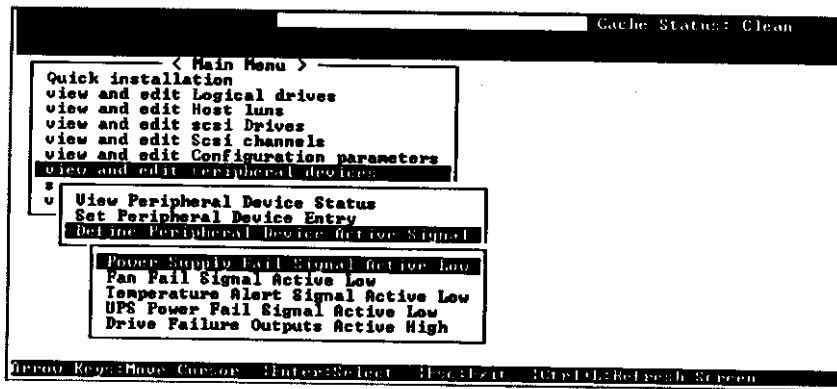 Cache Status: Clean
< Main Menu >
Quick installation
view and edit Logical drives
view and edit Host luns
view and edit scsi Drives
view and edit Scsi channels
view and edit Configuration parameters
view and edit Peripheral devices
s
v
View Peripheral Device Status
Set Peripheral Device Entry
Define Peripheral Device Active Signal
Power Supply Fail Signal Active Low
Fan Fail Signal Active Low
Temperature Alert Signal Active Low
UPS Power Fail Signal Active Low
Drive Failure Outputs Active High
Arrow Keys:Move Cursor |Enter:Select |Esc:Exit |Ctrl+L:Refresh Screen